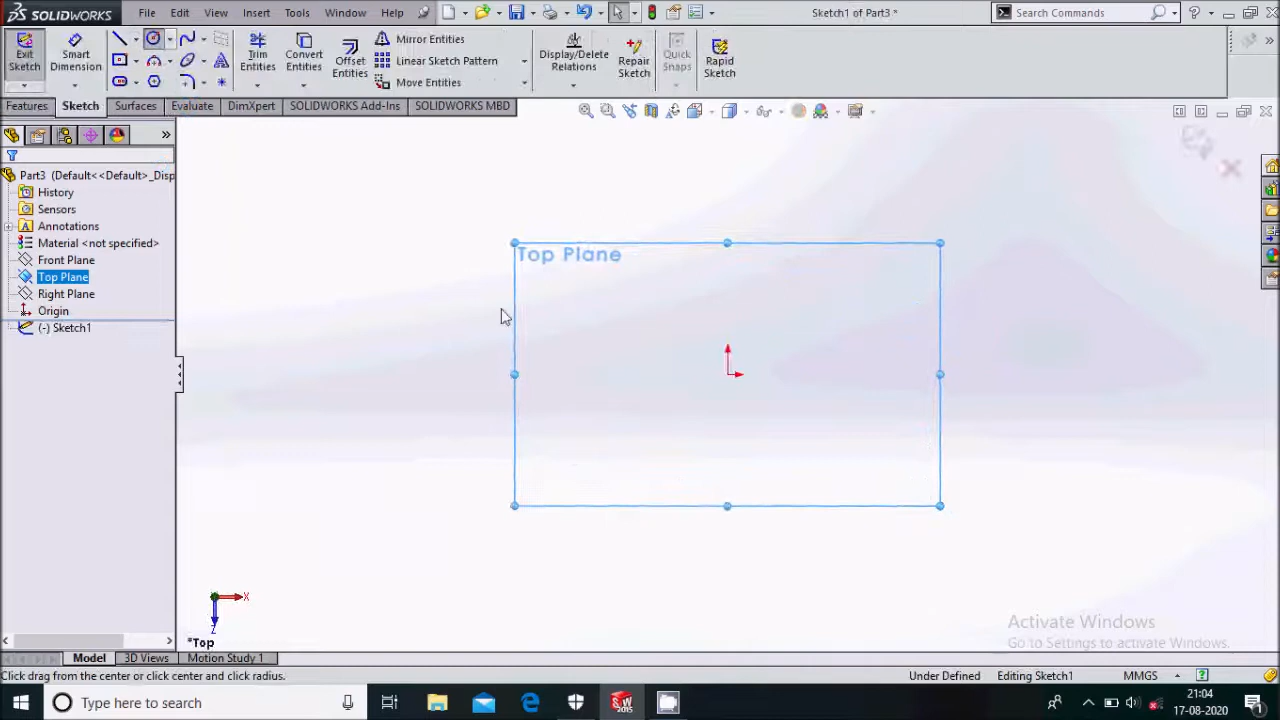 SOLIDWORKS File Edit View Insert Tools Window Help Sketch1 of Part3 * Search Commands
Exit Sketch
Smart Dimension
Trim Entities
Convert Entities
Offset Entities
Mirror Entities
Linear Sketch Pattern
Move Entities
Display/Delete Relations
Repair Sketch
Quick Snaps
Rapid Sketch
Features Sketch Surfaces Evaluate DimXpert SOLIDWORKS Add-Ins SOLIDWORKS MBD
Part3 (Default<<Default>_Disp
History
Sensors
Annotations
Material <not specified>
Front Plane
Top Plane
Right Plane
Origin
(-) Sketch1
Top Plane
X
Z
*Top
Activate Windows
Go to Settings to activate Windows.
Model 3D Views Motion Study 1
Click drag from the center or click center and click radius. Under Defined Editing Sketch1 MMGS
Type here to search
21:04
17-08-2020